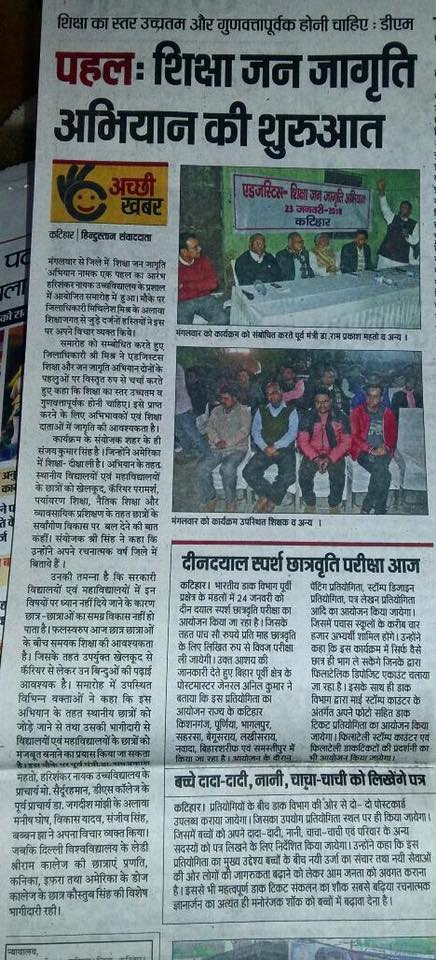 शिक्षा का स्तर उच्चतम और गुणवत्तापूर्वक होनी चाहिए : डीएम
पहल: शिक्षा जन जागृति
अभियान की शुरुआत
अच्छी
खबर
कटिहार | हिन्दुस्तान संवाददाता
मंगलवार से जिले में शिक्षा जन जागृति
अभियान नामक एक पहल का आरंभ
हरिशंकर नायक उच्चविद्यालय के प्रशाल
में आयोजित समारोह में हुआ। मौके पर
जिलाधिकारी मिथिलेश मिश्र के अलावा
शिक्षाजगत से जुड़े दर्जनों हस्तियों ने इस
पर अपने विचार व्यक्त किये।
समारोह को सम्बोधित करते हुए
जिलाधिकारी श्री मिश्र ने एडजस्टिस
शिक्षा और जन जागृति अभियान दोनों के
पहलुओं पर विस्तृत रुप से चर्चा करते
हुए कहा कि शिक्षा का स्तर उच्चतम व
गुणवत्तापूर्वक होनी चाहिए। इसे प्राप्त
करने के लिए अभिभावकों एवं शिक्षा
दाताओं में जागृति की आवश्यकता है।
कार्यक्रम के संयोजक शहर के ही
संजय कुमार सिंह है। जिन्होंने अमेरिका
में शिक्षा- दीक्षा ली है। अभियान के तहत
स्थानीय विद्यालयों एवं महाविद्यालयों
के छात्रों को खेलकूद, कॅरियर परामर्श,
पर्यावरण शिक्षा, नैतिक शिक्षा और
व्यावसायिक प्रशिक्षण के तहत छात्रों के
सर्वांगीण विकास पर बल देने की बात
कहीं। संयोजक श्री सिंह ने कहा कि
उन्होंने अपने रचनात्मक वर्ष जिले में
बिताये हैं ।
उनकी तमन्ना है कि सरकारी
विद्यालयों एवं महाविद्यालयों में इन
विषयों पर ध्यान नहीं दिये जाने के कारण
छात्र-छात्राओं का समग्र विकास नहीं हो
पाता है। फलस्वरुप आज छात्र छात्राओं
के बीच समयक शिक्षा की आवश्यकता
है। जिसके तहत उपर्युक्त खेलकूद से
कॅरियर से लेकर उन बिन्दुओं की पढ़ाई
आवश्यक है। समारोह में उपस्थित
विभिन्न वक्ताओं ने कहा कि इस
अभियान के तहत स्थानीय छात्रों को
जोड़े जाने से तथा उसकी भागीदारी से
विद्यालयों एवं महाविद्यालयों के छात्रों को
मजबूत बनाने का प्रयास किया जा सकता
महतो, हरिशंकर नायक उच्चविद्यालय
के प्राचार्य मो. सैदुर्रहमान, डीएस कॉलेज
के पूर्व प्राचार्य डा. जगदीश मांझी के अलावा
मनीष घोष, विकास यादव, संजीव सिंह,
बब्बन झा ने अपना विचार व्यक्त किया।
जबकि दिल्ली विश्वविद्यालय के लेडी
श्रीराम कालेज की छात्राएं प्रणति,
कनिका, इफरा तथा अमेरिका के डोज
कालेज के छात्र कौस्तुब सिंह की विशेष
भागीदारी रही।
एडजस्टिस- शिक्षा जन जागृति अभियान
23 जनवरी-2018
कटिहार
मंगलवार को कार्यक्रम को संबोधित करते पूर्व मंत्री डा.राम प्रकाश महतो व अन्य ।
मंगलवार को कार्यक्रम उपस्थित शिक्षक व अन्य ।
दीनदयाल स्पर्श छात्रवृति परीक्षा आज
कटिहार। भारतीय डाक विभाग पूर्वी
प्रक्षेत्र के मंडलों में 24 जनवरी को
दीन दयाल स्पर्श छात्रवृति परीक्षा का
आयोजन किया जा रहा है। जिसके
तहत पांच सौ रुपये प्रति माह छात्रवृति
के लिए लिखित रुप से क्विज परीक्षा
ली जायेगी। उक्त आशय की
जानकारी देते हुए बिहार पूर्वी क्षेत्र के
पोस्टमास्टर जेनरल अनिल कुमार ने
बताया कि इस प्रतियोगिता का
आयोजन राज्य के कटिहार
किशनगंज, पूर्णिया, भागलपुर,
सहरसा, बेगूसराय, लखीसराय,
नवादा, बिहारशरीफ एवं समस्तीपुर में
किया जा रहा है। आयोजन के दौरान
पेंटिंग प्रतियोगिता, स्टॉम्प डिजाइन
प्रतियोगिता, पत्र लेखन प्रतियोगिता
आदि का आयोजन किया जायेगा।
जिसमें पचास स्कूलों के करीब चार
हजार अभ्यर्थी शामिल होगें। उन्होंने
कहा कि इस कार्यक्रम में सिर्फ वैसे
छात्र ही भाग ले सकेंगे जिनके द्वारा
फिलाटेलिक डिपोजिट एकाउंट चलाया
जा रहा है। इसके साथ ही डाक
विभाग द्वारा माई स्टॉम्प काउंटर के
अंतर्गत अपने फोटो सहित डाक
टिकट प्रतियोगिता का आयोजन किया
जायेगा। फिलाटेली स्टॉम्प काउंटर एवं
फिलाटेली डाकटिकटों की प्रदर्शनी का
भी आयोजन किया जायेगा।
बच्चे दादा-दादी, नानी, चाचा-चाची को लिखेंगे पत्र
कटिहार। प्रतियोगियों के बीच डाक विभाग की ओर से दो- दो पोस्टकार्ड
उपलब्ध कराया जायेगा। जिसका उपयोग प्रतियोगिता स्थल पर ही किया जायेगा।
जिसमें बच्चों को अपने दादा-दादी, नानी, चाचा-चाची एवं परिवार के अन्य
सदस्यों को पत्र लिखने के लिए निर्देशित किया जायेगा। उन्होंने कहा कि इस
प्रतियोगिता का मुख्य उद्देश्य बच्चों के बीच नयी उर्जा का संचार तथा नयी सेवाओं
की ओर लोगों की जागरूकता बढ़ाने को लेकर आम जनता को अवगत कराना
है। इससे भी महत्वपूर्ण डाक टिकट संकलन का शौक सबसे बढ़िया रचनात्मक
ज्ञानार्जन का अत्यंत ही मनोरंजक शौक को बच्चों में बढ़ावा देना है।
न्यायालय,